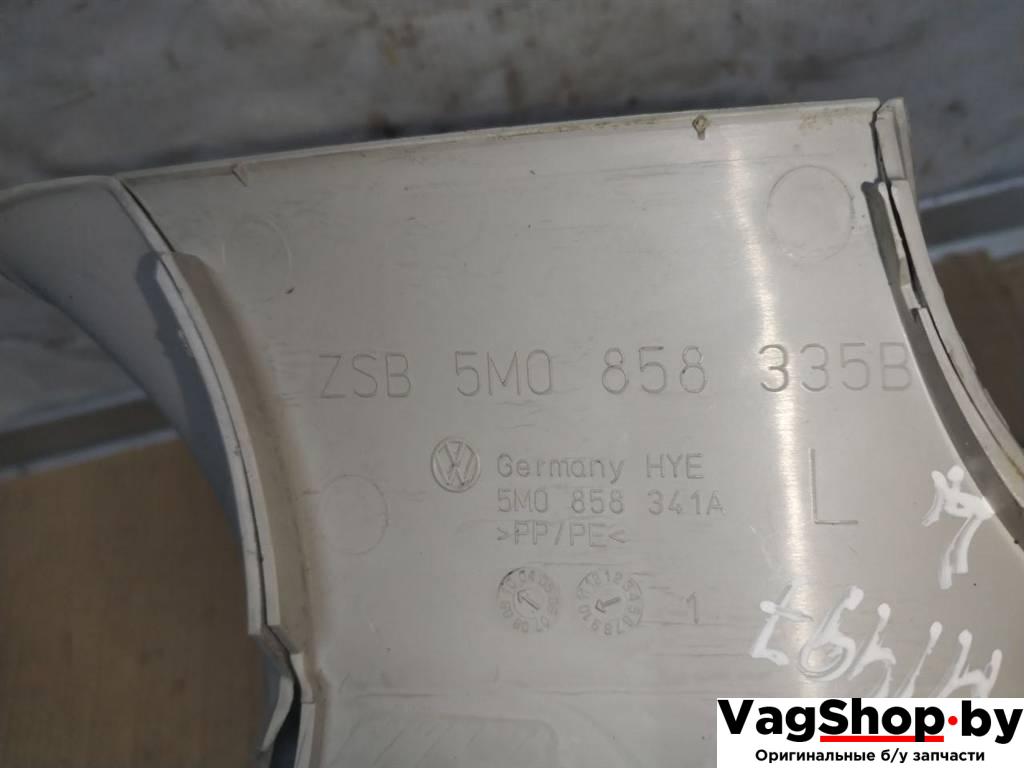 ZSB 5M0 858 335B
Germany HYE
5M0 858 341A
>PP/PE<
L
1
VagShop.by
Оригинальные б/у запчасти